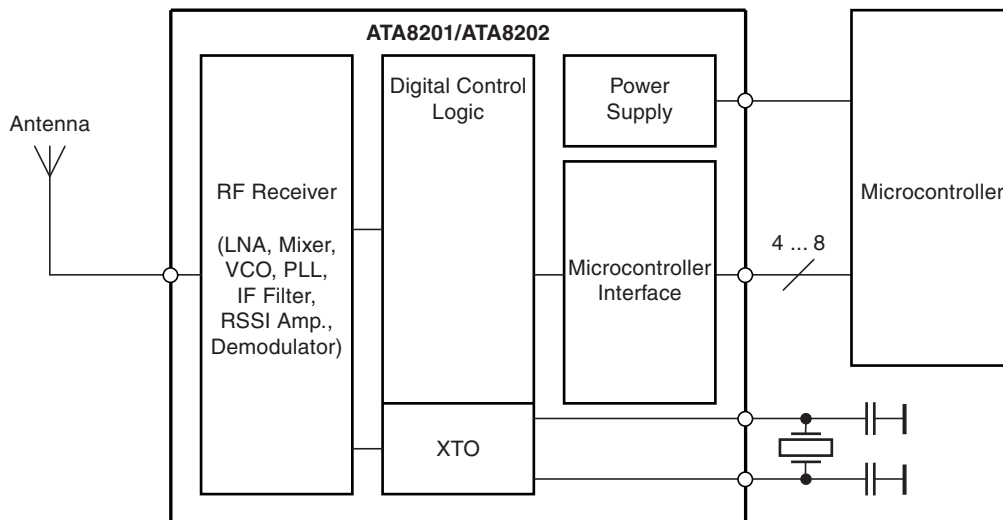 ATA8201/ATA8202
Antenna
RF Receiver
(LNA, Mixer,
VCO, PLL,
IF Filter,
RSSI Amp.,
Demodulator)
Digital Control
Logic
XTO
Power
Supply
Microcontroller
Interface
4 ... 8
Microcontroller